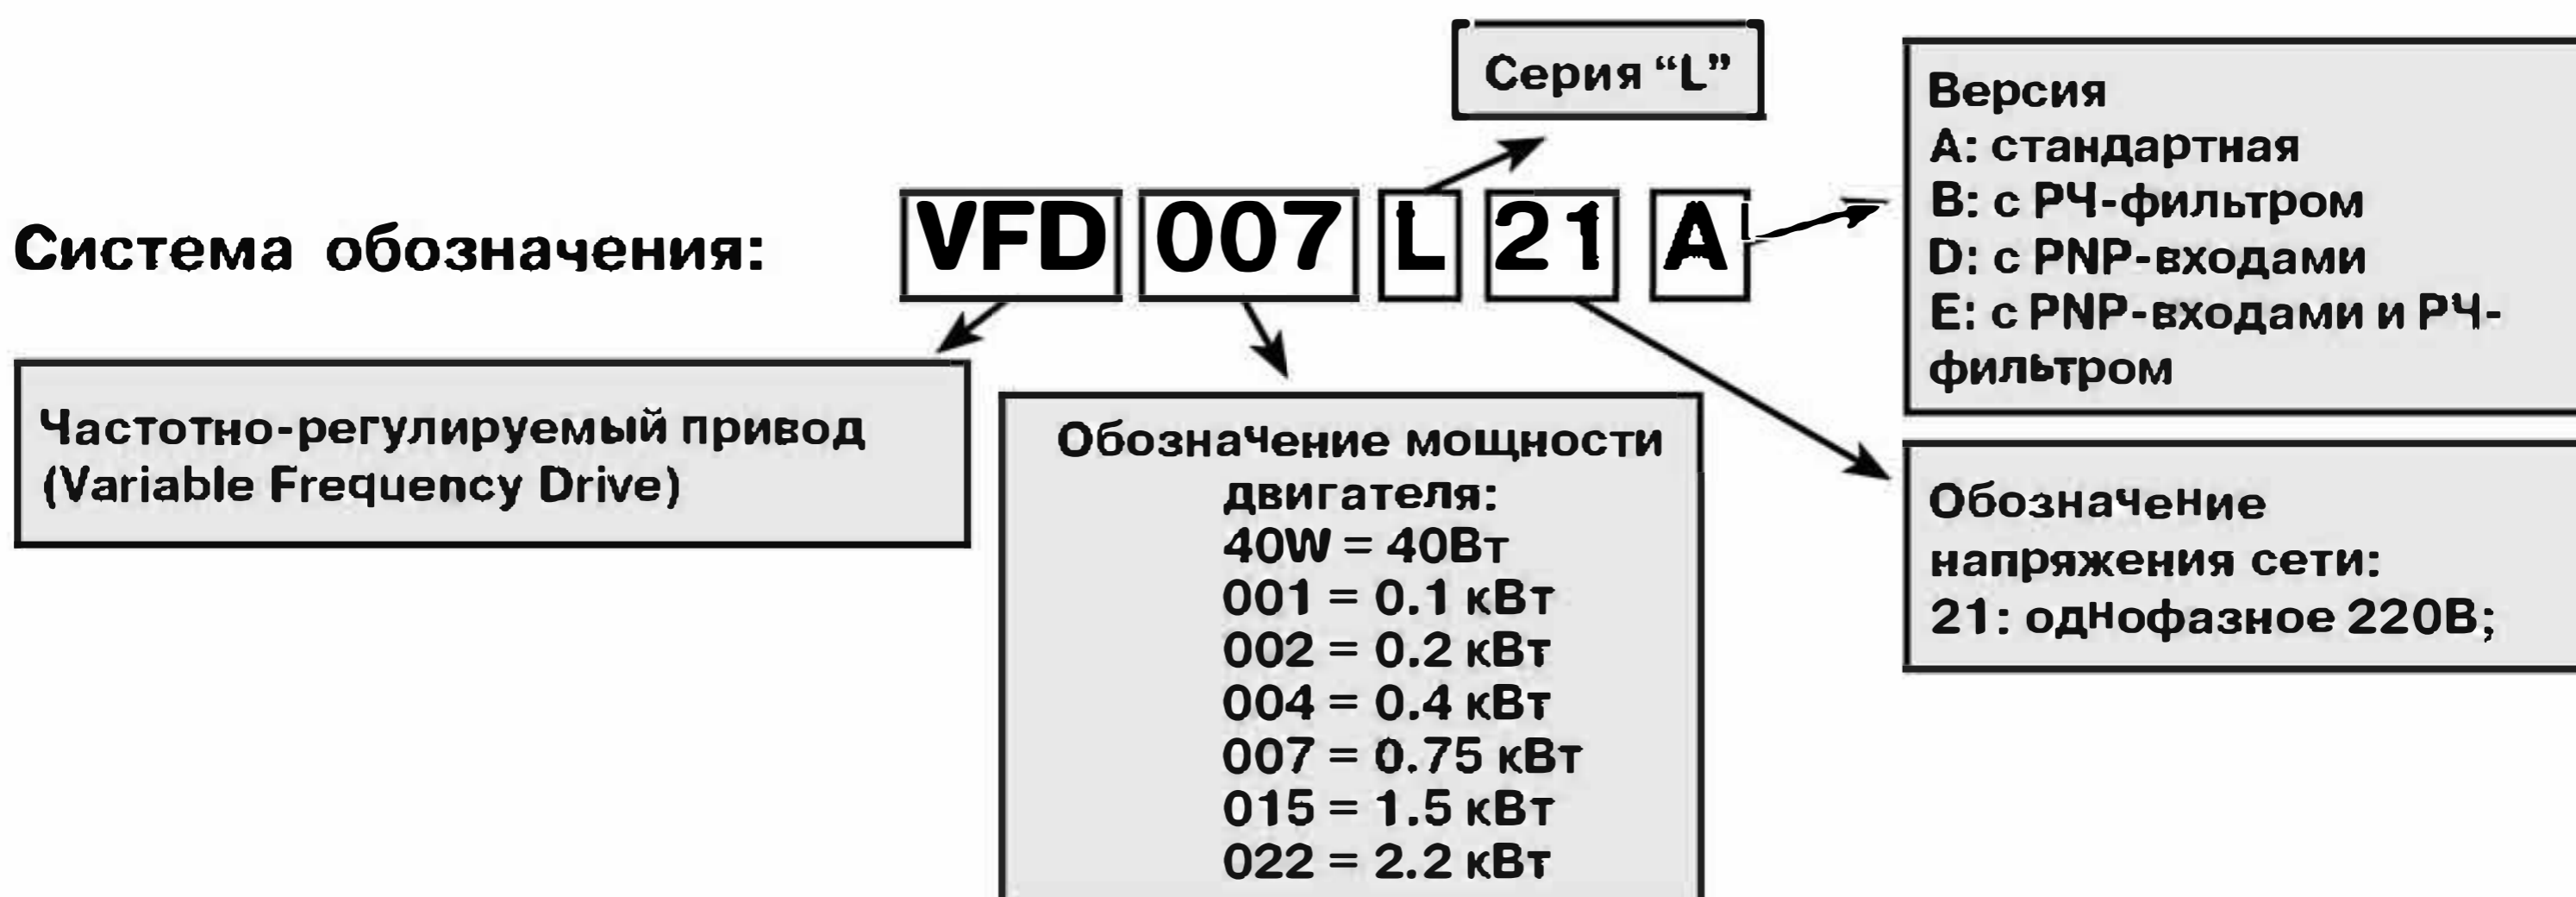 Серия “L”
Версия
A: стандартная
B: с РЧ-фильтром
D: с PNP-входами
E: с PNP-входами и РЧ-
фильтром
Система обозначения:
VFD 007 L 21 A
Частотно-регулируемый привод
(Variable Frequency Drive)
Обозначение мощности
двигателя:
40W = 40Вт
001 = 0.1 кВт
002 = 0.2 кВт
004 = 0.4 кВт
007 = 0.75 кВт
015 = 1.5 кВт
022 = 2.2 кВт
Обозначение
напряжения сети:
21: однофазное 220В;